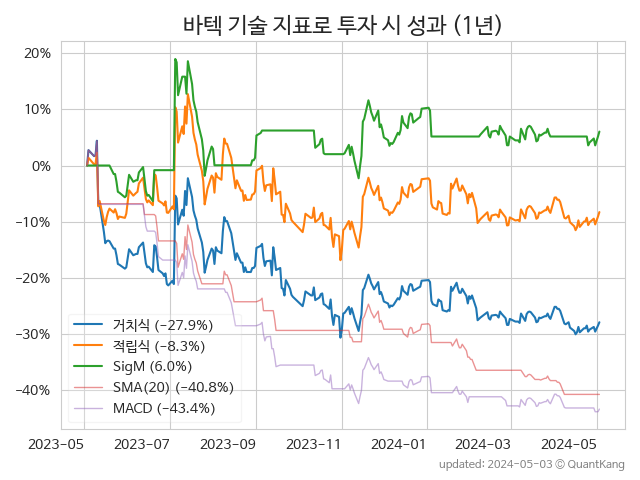 바텍 기술 지표로 투자 시 성과 (1년)
20%
10%
0%
−10%
−20%
−30%
−40%
거치식 (−27.9%)
적립식 (−8.3%)
SigM (6.0%)
SMA(20) (−40.8%)
MACD (−43.4%)
2023-05 2023-07 2023-09 2023-11 2024-01 2024-03 2024-05
updated: 2024-05-03 © QuantKang